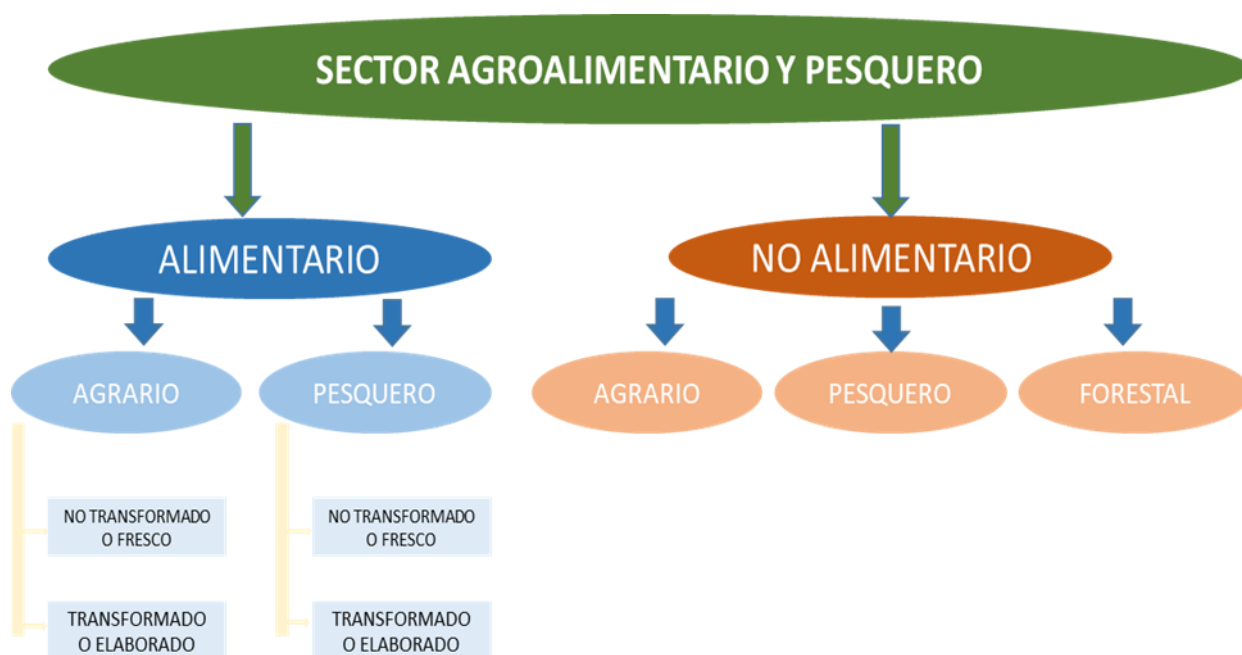 SECTOR AGROALIMENTARIO Y PESQUERO
ALIMENTARIO
NO ALIMENTARIO
AGRARIO
PESQUERO
AGRARIO
PESQUERO
FORESTAL
NO TRANSFORMADO
O FRESCO
NO TRANSFORMADO
O FRESCO
TRANSFORMADO
O ELABORADO
TRANSFORMADO
O ELABORADO